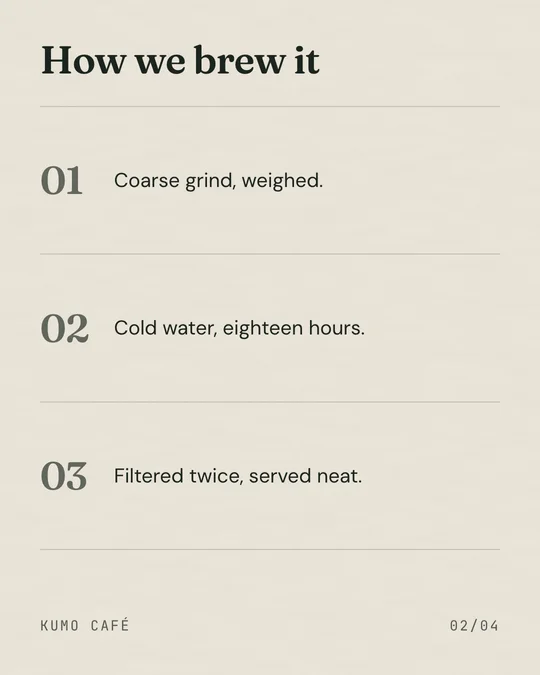 How we brew it
01 Coarse grind, weighed.
02 Cold water, eighteen hours.
03 Filtered twice, served neat.
KUMO CAFÉ 02/04